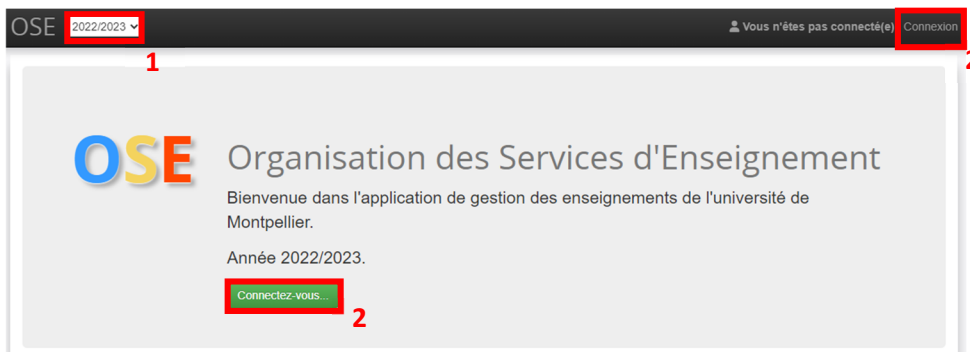 OSE 2022/2023 Vous n'êtes pas connecté(e) Connexion
1
2
OSE
Organisation des Services d'Enseignement
Bienvenue dans l'application de gestion des enseignements de l'université de
Montpellier.
Année 2022/2023.
Connectez-vous...
2